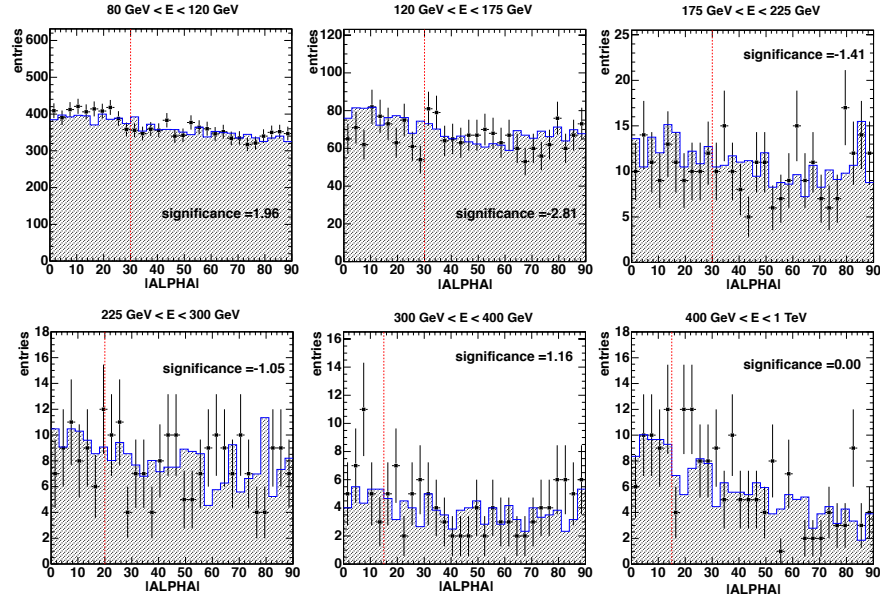 80 GeV < E < 120 GeV
entries
600
500
400
300
200
100
0
significance =1.96
0 10 20 30 40 50 60 70 80 90
|ALPHA|
120 GeV < E < 175 GeV
entries
120
100
80
60
40
20
0
significance =-2.81
0 10 20 30 40 50 60 70 80 90
|ALPHA|
175 GeV < E < 225 GeV
entries
25
20
15
10
5
0
significance =-1.41
0 10 20 30 40 50 60 70 80 90
|ALPHA|
225 GeV < E < 300 GeV
entries
18
16
14
12
10
8
6
4
2
0
significance =-1.05
0 10 20 30 40 50 60 70 80 90
|ALPHA|
300 GeV < E < 400 GeV
entries
18
16
14
12
10
8
6
4
2
0
significance =1.16
0 10 20 30 40 50 60 70 80 90
|ALPHA|
400 GeV < E < 1 TeV
entries
18
16
14
12
10
8
6
4
2
0
significance =0.00
0 10 20 30 40 50 60 70 80 90
|ALPHA|